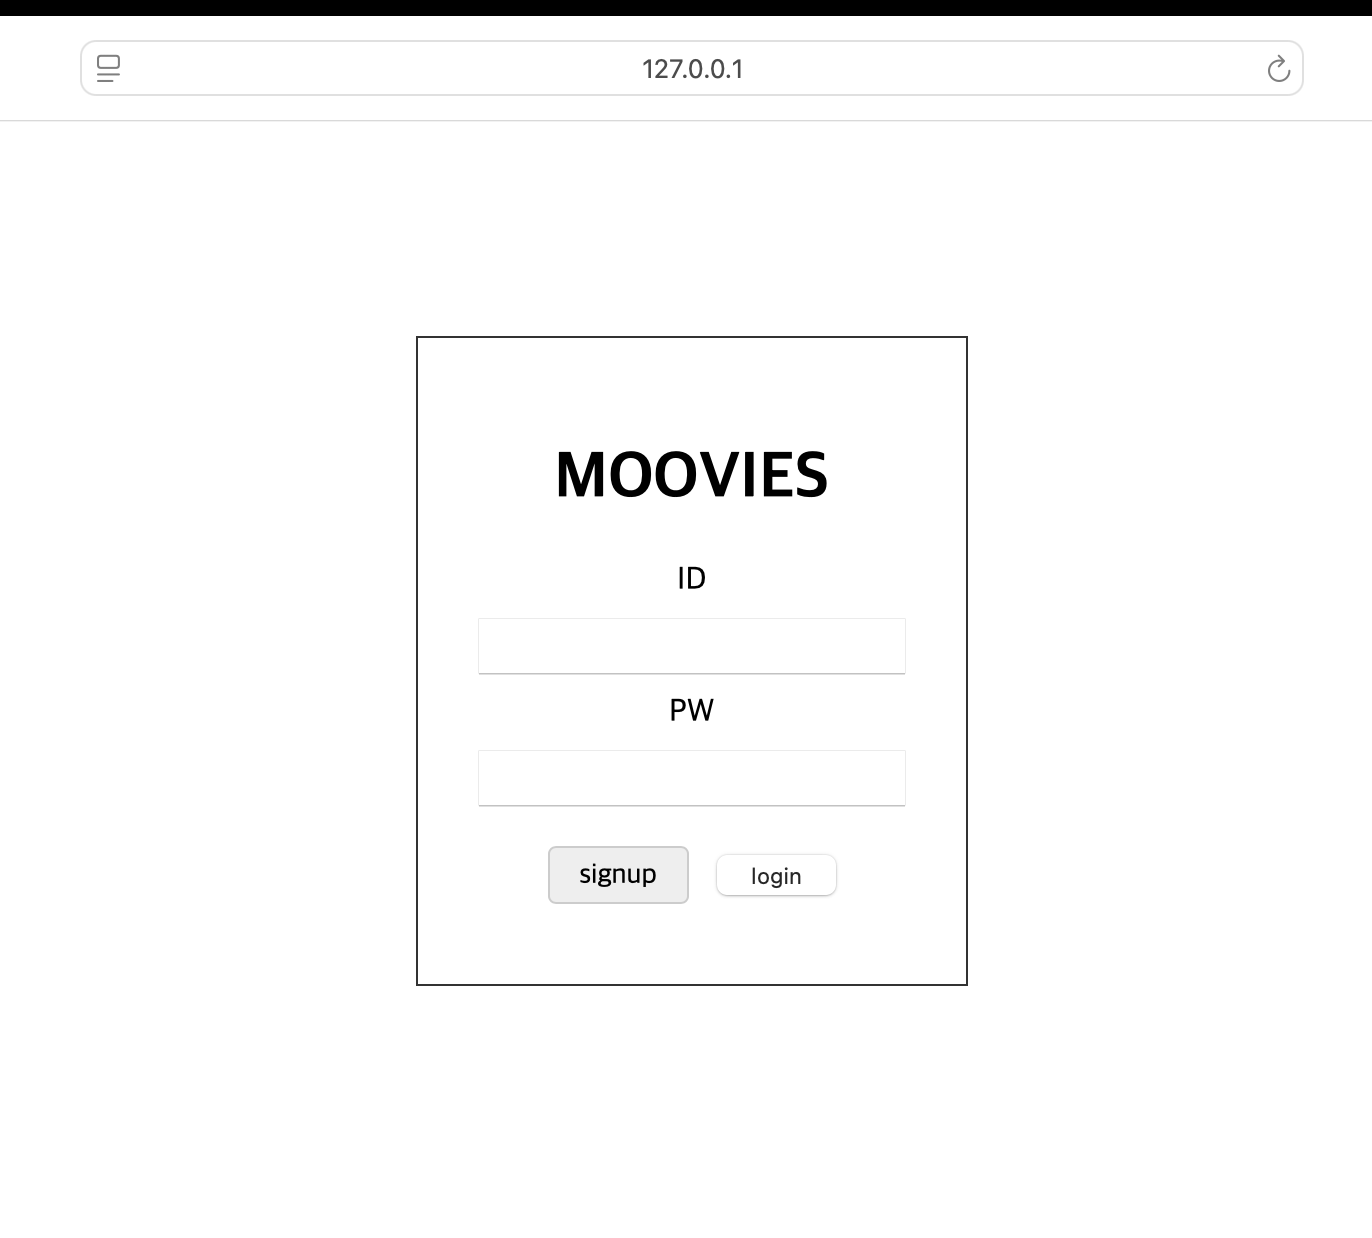 127.0.0.1
MOOVIES
ID
PW
signup login